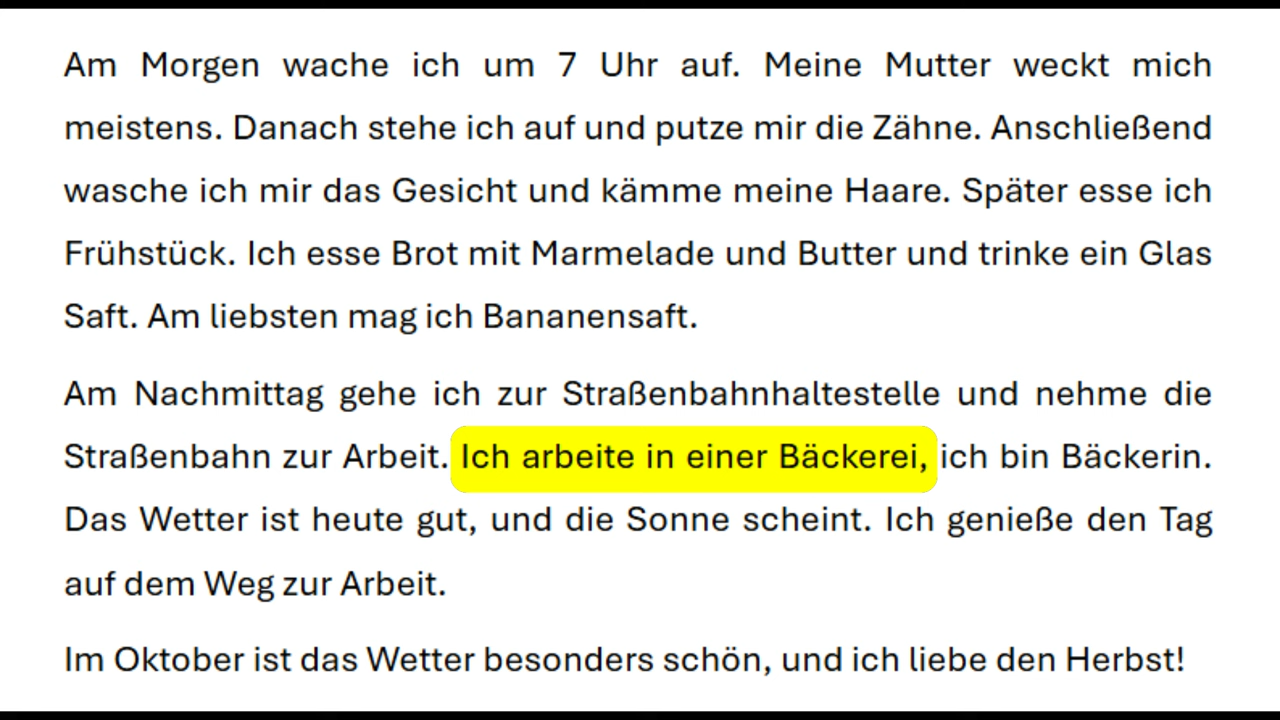 Am Morgen wache ich um 7 Uhr auf. Meine Mutter weckt mich
meistens. Danach stehe ich auf und putze mir die Zähne. Anschließend
wasche ich mir das Gesicht und kämme meine Haare. Später esse ich
Frühstück. Ich esse Brot mit Marmelade und Butter und trinke ein Glas
Saft. Am liebsten mag ich Bananensaft.
Am Nachmittag gehe ich zur Straßenbahnhaltestelle und nehme die
Straßenbahn zur Arbeit. Ich arbeite in einer Bäckerei, ich bin Bäckerin.
Das Wetter ist heute gut, und die Sonne scheint. Ich genieße den Tag
auf dem Weg zur Arbeit.
Im Oktober ist das Wetter besonders schön, und ich liebe den Herbst!